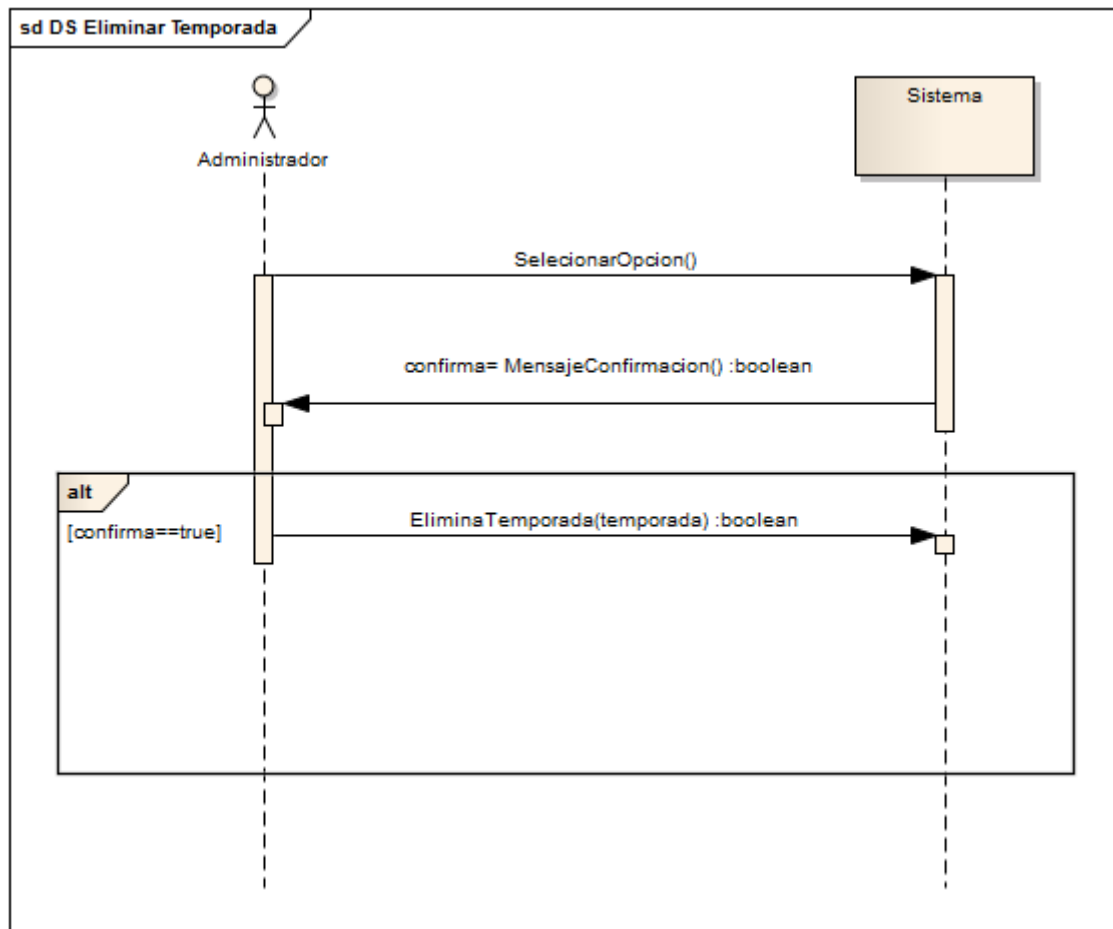 sd DS Eliminar Temporada
Administrador
Sistema
SelecionarOpcion()
confirma= MensajeConfirmacion() :boolean
alt
[confirma==true]
EliminaTemporada(temporada) :boolean